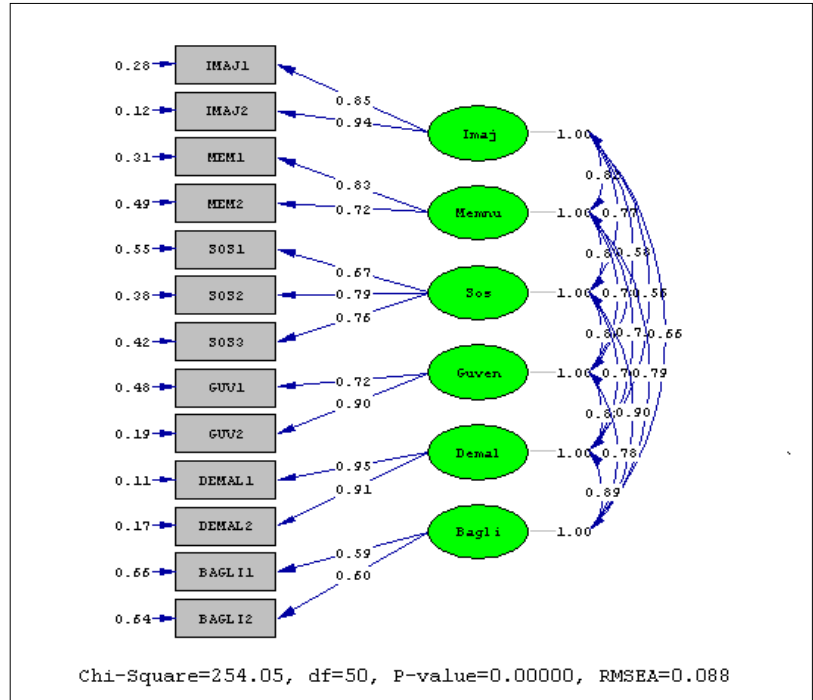 0.28 IMAJ1
0.85
0.12 IMAJ2
0.94
Imaj 1.00
0.31 MEM1
0.83
0.49 MEM2
0.72
Memnu 1.00
0.77
0.55 SOS1
0.67
0.58
0.38 SOS2
0.79
Sos 1.00
0.42 SOS3
0.76
0.66
0.48 GUV1
0.72
Guven 1.00
0.79
0.19 GUV2
0.90
0.90
0.11 DEMAL1
0.95
Demal 1.00
0.78
0.17 DEMAL2
0.91
0.89
0.66 BAGLI1
0.59
Bagli 1.00
0.64 BAGLI2
0.60
Chi-Square=254.05, df=50, P-value=0.00000, RMSEA=0.088